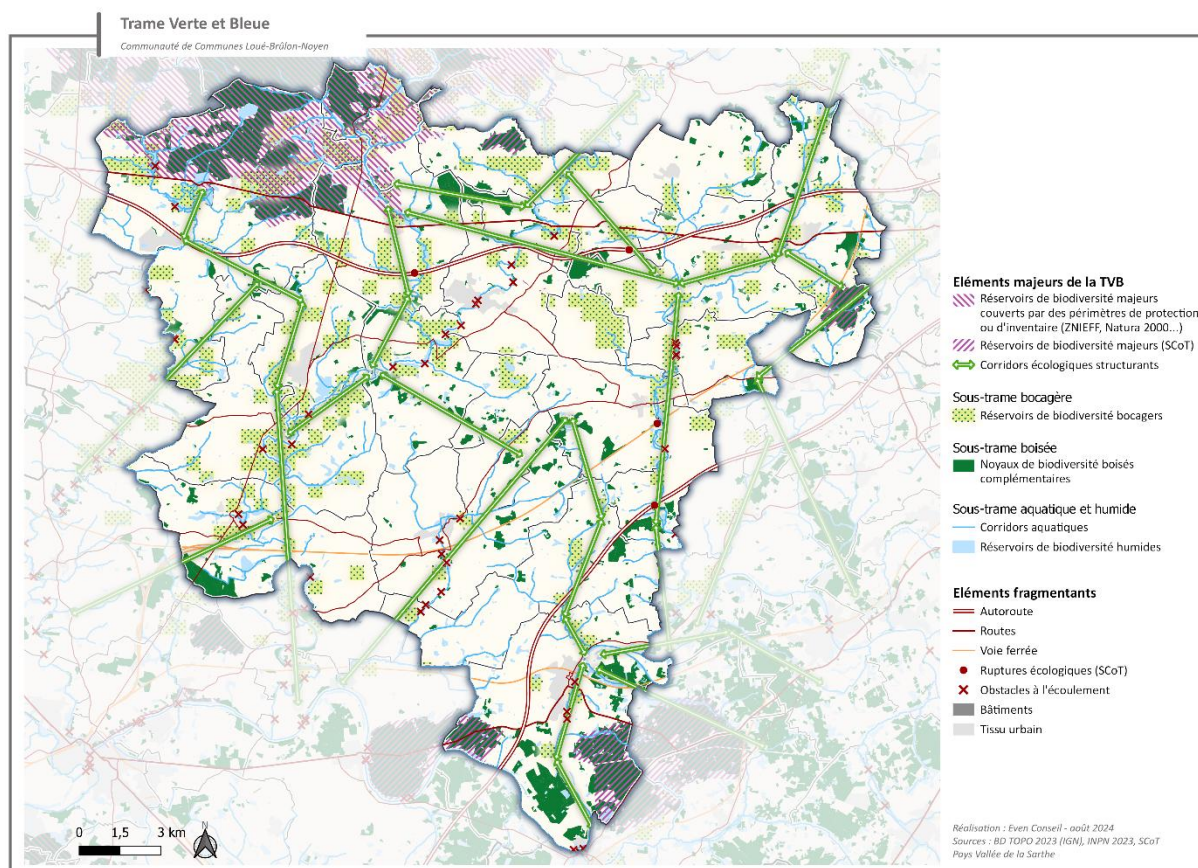 Trame Verte et Bleue
Communauté de Communes Loué-Brûlon-Noyen
Eléments majeurs de la TVB
Réservoirs de biodiversité majeurs
couverts par des périmètres de protection
ou d'inventaire (ZNIEFF, Natura 2000...)
Réservoirs de biodiversité majeurs (SCoT)
Corridors écologiques structurants
Sous-trame bocagère
Réservoirs de biodiversité bocagers
Sous-trame boisée
Noyaux de biodiversité boisés
complémentaires
Sous-trame aquatique et humide
Corridors aquatiques
Réservoirs de biodiversité humides
Eléments fragmentants
Autoroute
Routes
Voie ferrée
Ruptures écologiques (SCoT)
Obstacles à l'écoulement
Bâtiments
Tissu urbain
0 1,5 3 km
N
Réalisation : Even Conseil - août 2024
Sources : BD TOPO 2023 (IGN), INPN 2023, SCoT
Pays Vallée de la Sarthe